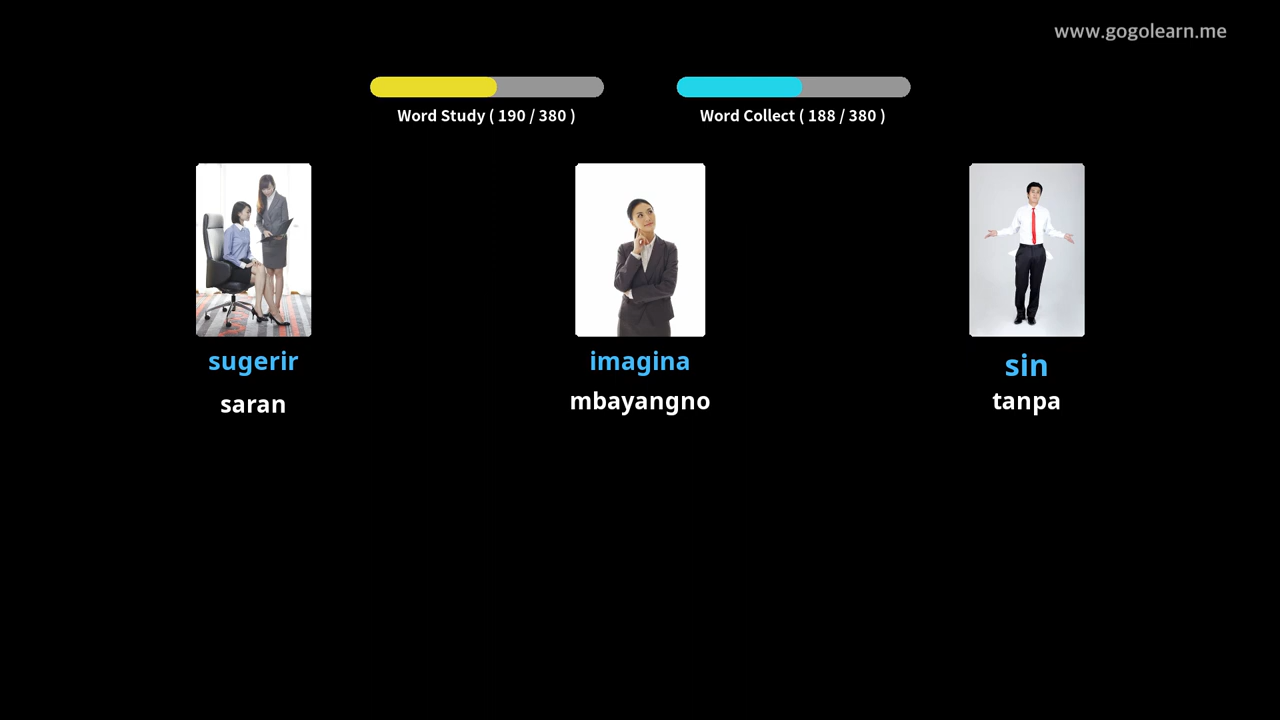 www.gogolearn.me
Word Study ( 190 / 380 )
Word Collect ( 188 / 380 )
sugerir
imagina
sin
saran
mbayangno
tanpa